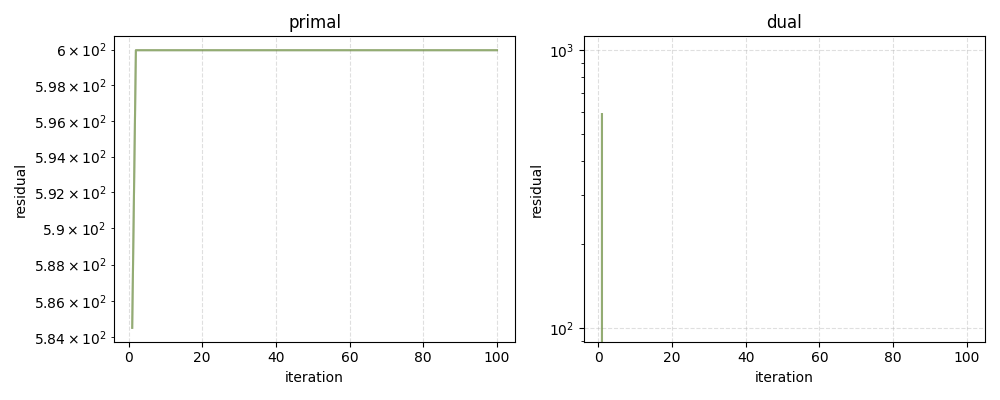 primal
6 × 10²
5.98 × 10²
5.96 × 10²
5.94 × 10²
5.92 × 10²
5.9 × 10²
5.88 × 10²
5.86 × 10²
5.84 × 10²
residual
0 20 40 60 80 100
iteration
dual
10³
10²
residual
0 20 40 60 80 100
iteration